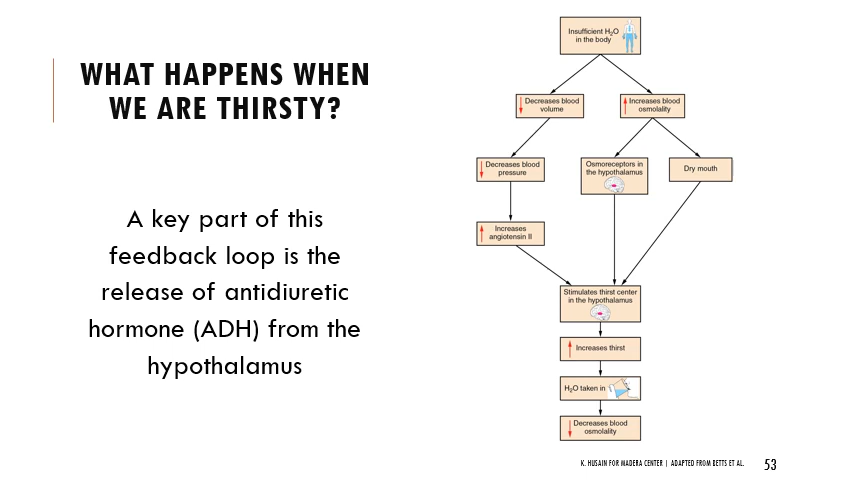 WHAT HAPPENS WHEN
WE ARE THIRSTY?
A key part of this
feedback loop is the
release of antidiuretic
hormone (ADH) from the
hypothalamus
Insufficient H₂O
in the body
Decreases blood
volume
Increases blood
osmolality
Decreases blood
pressure
Osmoreceptors in
the hypothalamus
Dry mouth
Increases
angiotensin II
Stimulates thirst center
in the hypothalamus
Increases thirst
H₂O taken in
Decreases blood
osmolality
K. HUSAIN FOR MADERA CENTER | ADAPTED FROM BETTS ET AL.
53